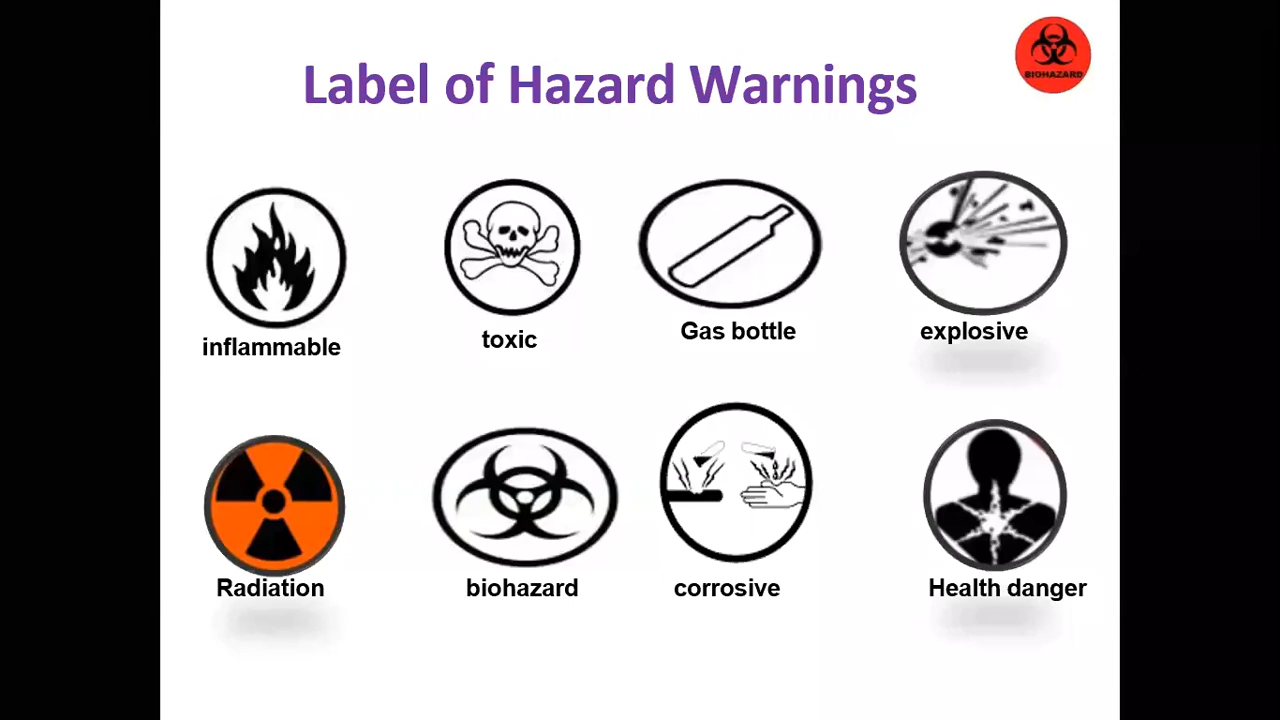 BIOHAZARD
Label of Hazard Warnings
inflammable
toxic
Gas bottle
explosive
Radiation
biohazard
corrosive
Health danger